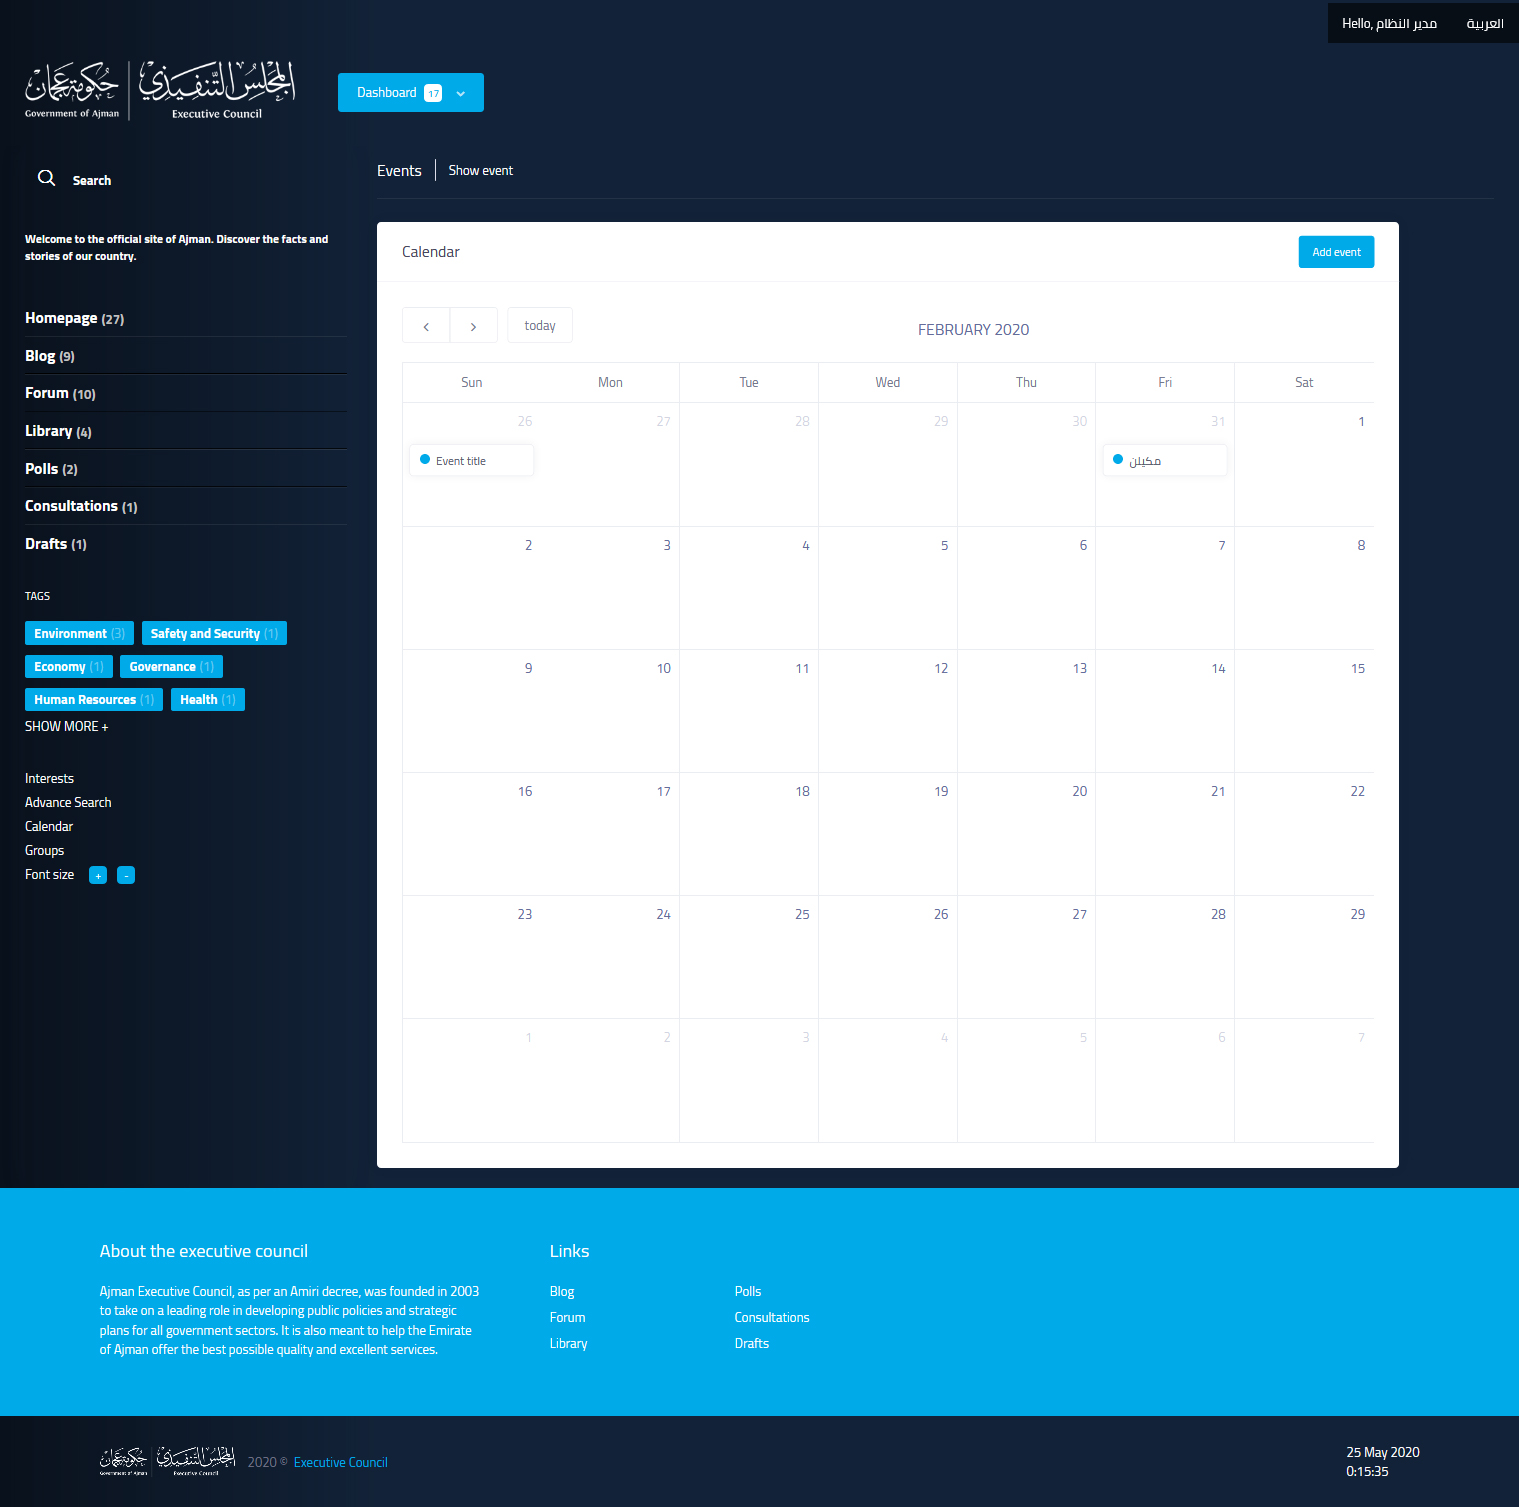 Hello, مدير النظام
العربية
حكومة عجمان
Government of Ajman
المجلس التنفيذي
Executive Council
Dashboard 17
Search
Events
Show event
Welcome to the official site of Ajman. Discover the facts and
stories of our country.
Homepage (27)
Blog (9)
Forum (10)
Library (4)
Polls (2)
Consultations (1)
Drafts (1)
TAGS
Environment (3)
Safety and Security (1)
Economy (1)
Governance (1)
Human Resources (1)
Health (1)
SHOW MORE +
Interests
Advance Search
Calendar
Groups
Font size + -
Calendar
Add event
‹ › today
FEBRUARY 2020
Sun Mon Tue Wed Thu Fri Sat
26 27 28 29 30 31 1
Event title
مكيلن
2 3 4 5 6 7 8
9 10 11 12 13 14 15
16 17 18 19 20 21 22
23 24 25 26 27 28 29
1 2 3 4 5 6 7
About the executive council
Ajman Executive Council, as per an Amiri decree, was founded in 2003
to take on a leading role in developing public policies and strategic
plans for all government sectors. It is also meant to help the Emirate
of Ajman offer the best possible quality and excellent services.
Links
Blog
Forum
Library
Polls
Consultations
Drafts
حكومة عجمان
Government of Ajman
المجلس التنفيذي
Executive Council
2020 © Executive Council
25 May 2020
0:15:35